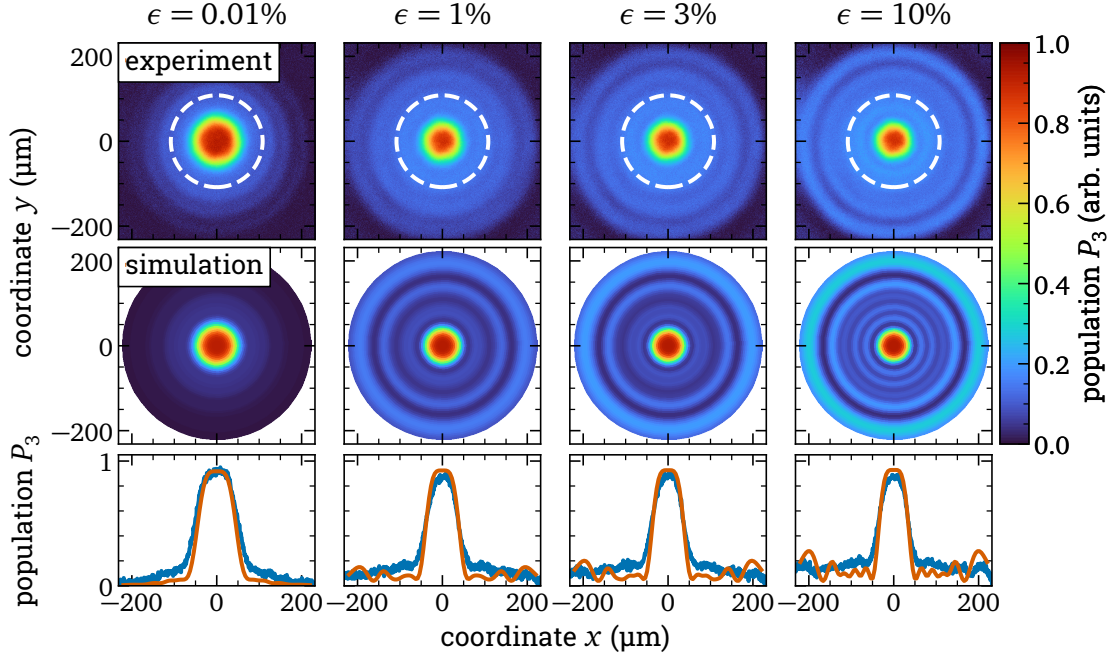 ϵ = 0.01% ϵ = 1% ϵ = 3% ϵ = 10%
experiment
200
0
−200
simulation
200
0
−200
coordinate y (µm)
1.0
0.8
0.6
0.4
0.2
0.0
population P₃ (arb. units)
population P₃
1
0
−200 0 200 −200 0 200 −200 0 200 −200 0 200
coordinate x (µm)